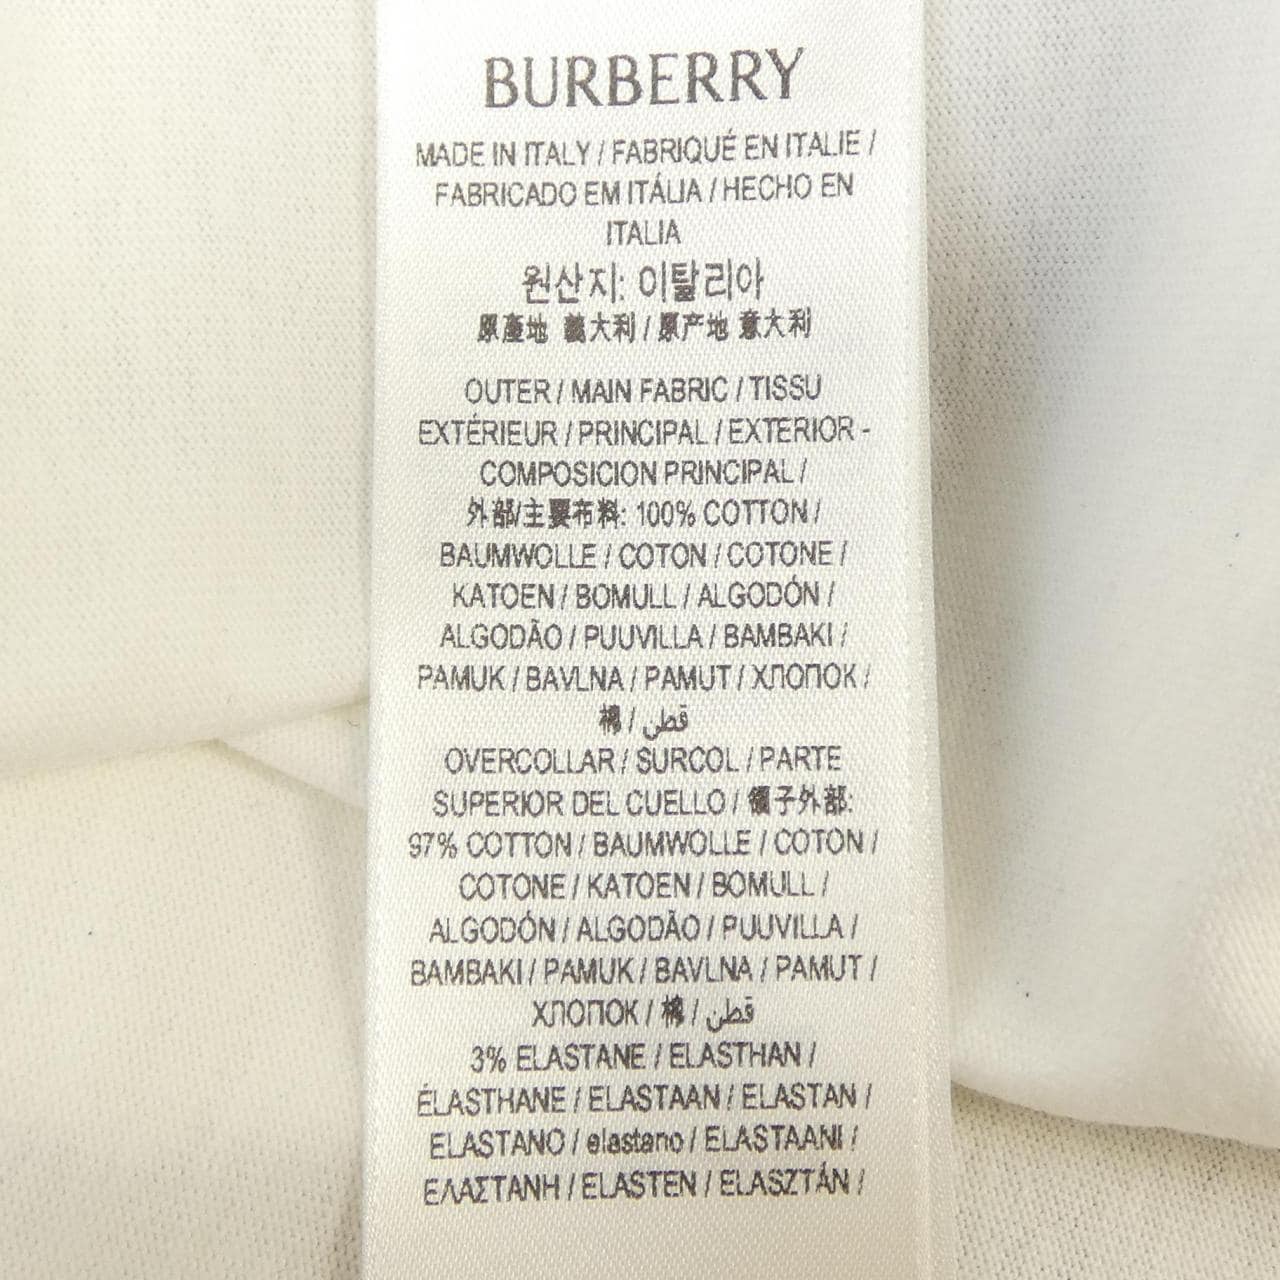 BURBERRY
MADE IN ITALY / FABRIQUÉ EN ITALIE /
FABRICADO EM ITÁLIA / HECHO EN
ITALIA
원산지: 이탈리아
原產地 義大利 / 原产地 意大利
OUTER / MAIN FABRIC / TISSU
EXTÉRIEUR / PRINCIPAL / EXTERIOR -
COMPOSICION PRINCIPAL /
外部/主要布料: 100% COTTON /
BAUMWOLLE / COTON / COTONE /
KATOEN / BOMULL / ALGODÓN /
ALGODÃO / PUUVILLA / BAMBAKI /
PAMUK / BAVLNA / PAMUT / ХЛОПОК /
棉 / قطن
OVERCOLLAR / SURCOL / PARTE
SUPERIOR DEL CUELLO / 領子外部:
97% COTTON / BAUMWOLLE / COTON /
COTONE / KATOEN / BOMULL /
ALGODÓN / ALGODÃO / PUUVILLA /
BAMBAKI / PAMUK / BAVLNA / PAMUT /
ХЛОПОК / 棉 / قطن
3% ELASTANE / ELASTHAN /
ÉLASTHANE / ELASTAAN / ELASTAN /
ELASTANO / elastano / ELASTAANI /
ΕΛΑΣΤΑΝΗ / ELASTEN / ELASZTÁN /